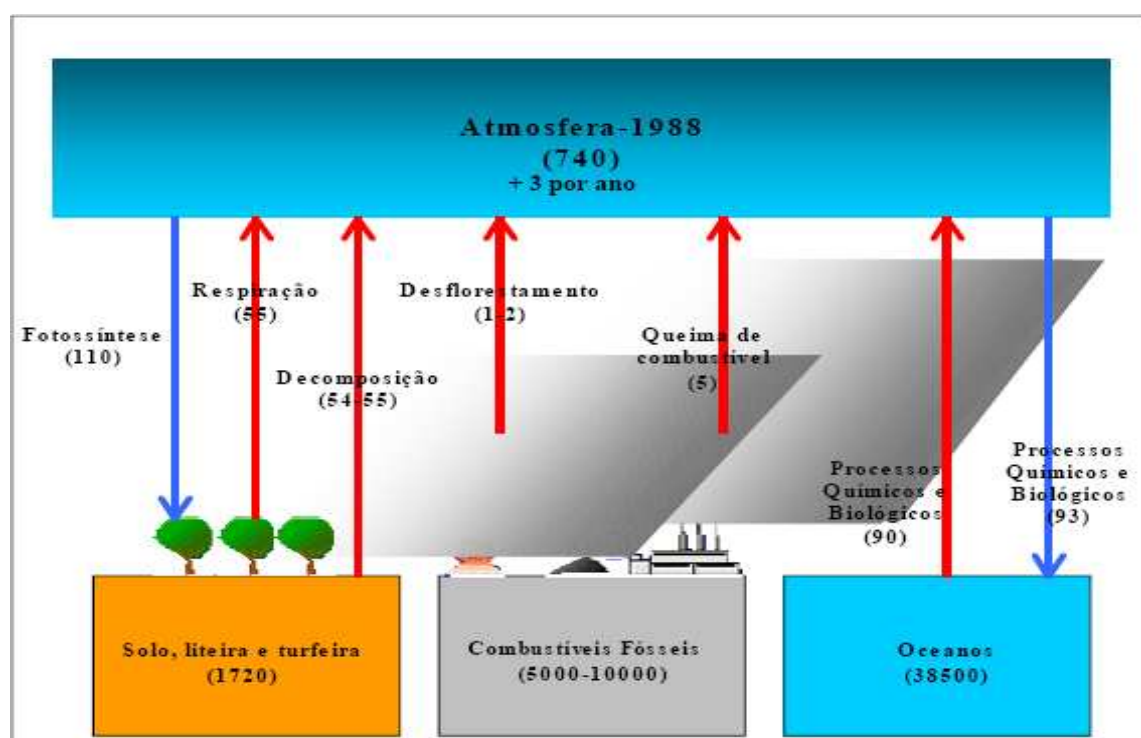 Atmosfera-1988
(740)
+ 3 por ano
Respiração
(55)
Desflorestamento
(1-2)
Fotossíntese
(110)
Queima de
combustível
(5)
Decomposição
(54-55)
Processos
Químicos e
Biológicos
(90)
Processos
Químicos e
Biológicos
(93)
Solo, liteira e turfeira
(1720)
Combustíveis Fósseis
(5000-10000)
Oceanos
(38500)